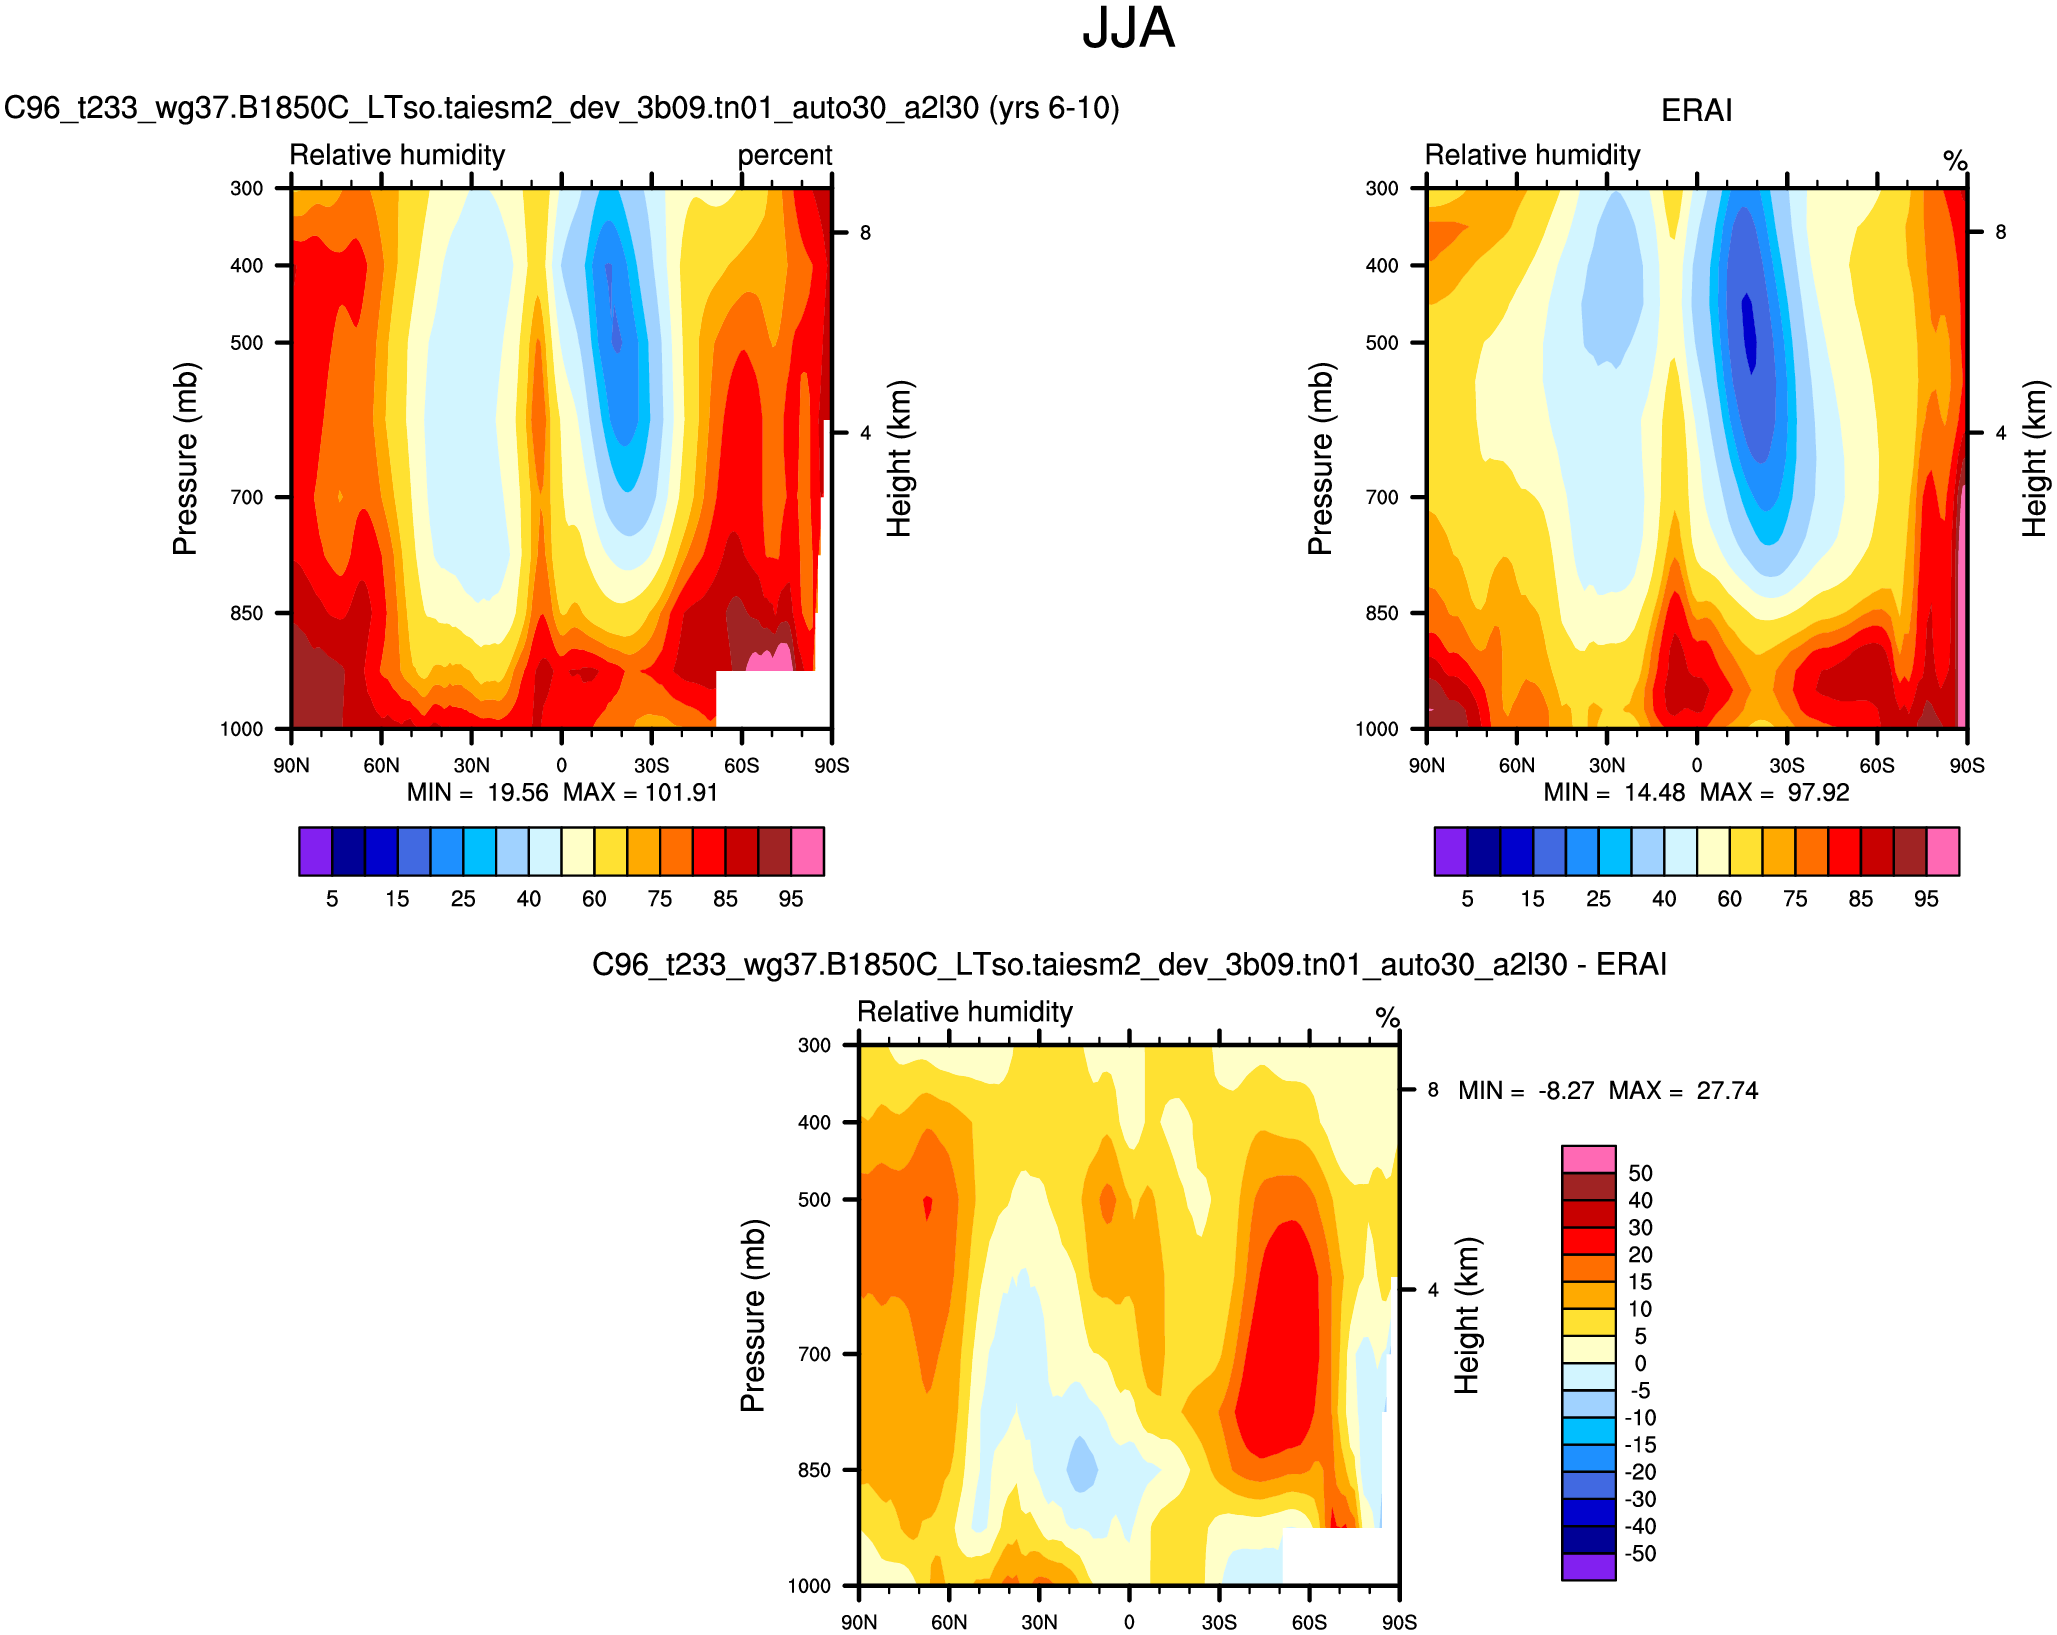 JJA
C96_t233_wg37.B1850C_LTso.taiesm2_dev_3b09.tn01_auto30_a2l30 (yrs 6-10)
Relative humidity percent
300
400
500
700
850
1000
Pressure (mb)
8
4
Height (km)
90N 60N 30N 0 30S 60S 90S
MIN = 19.56 MAX = 101.91
5 15 25 40 60 75 85 95
ERAI
Relative humidity %
300
400
500
700
850
1000
Pressure (mb)
8
4
Height (km)
90N 60N 30N 0 30S 60S 90S
MIN = 14.48 MAX = 97.92
5 15 25 40 60 75 85 95
C96_t233_wg37.B1850C_LTso.taiesm2_dev_3b09.tn01_auto30_a2l30 - ERAI
Relative humidity %
300
400
500
700
850
1000
Pressure (mb)
8
4
Height (km)
90N 60N 30N 0 30S 60S 90S
MIN = -8.27 MAX = 27.74
50
40
30
20
15
10
5
0
-5
-10
-15
-20
-30
-40
-50